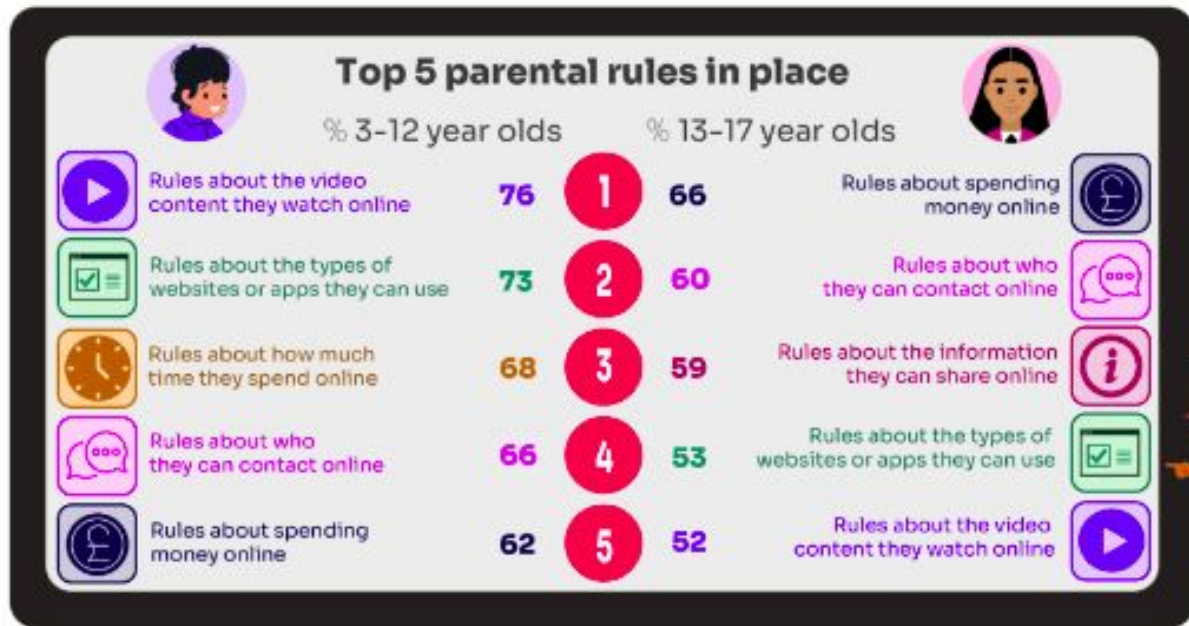 Top 5 parental rules in place
% 3-12 year olds
% 13-17 year olds
Rules about the video
content they watch online
76
1
66
Rules about spending
money online
£
Rules about the types of
websites or apps they can use
73
2
60
Rules about who
they can contact online
Rules about how much
time they spend online
68
3
59
Rules about the information
they can share online
i
Rules about who
they can contact online
66
4
53
Rules about the types of
websites or apps they can use
£
Rules about spending
money online
62
5
52
Rules about the video
content they watch online